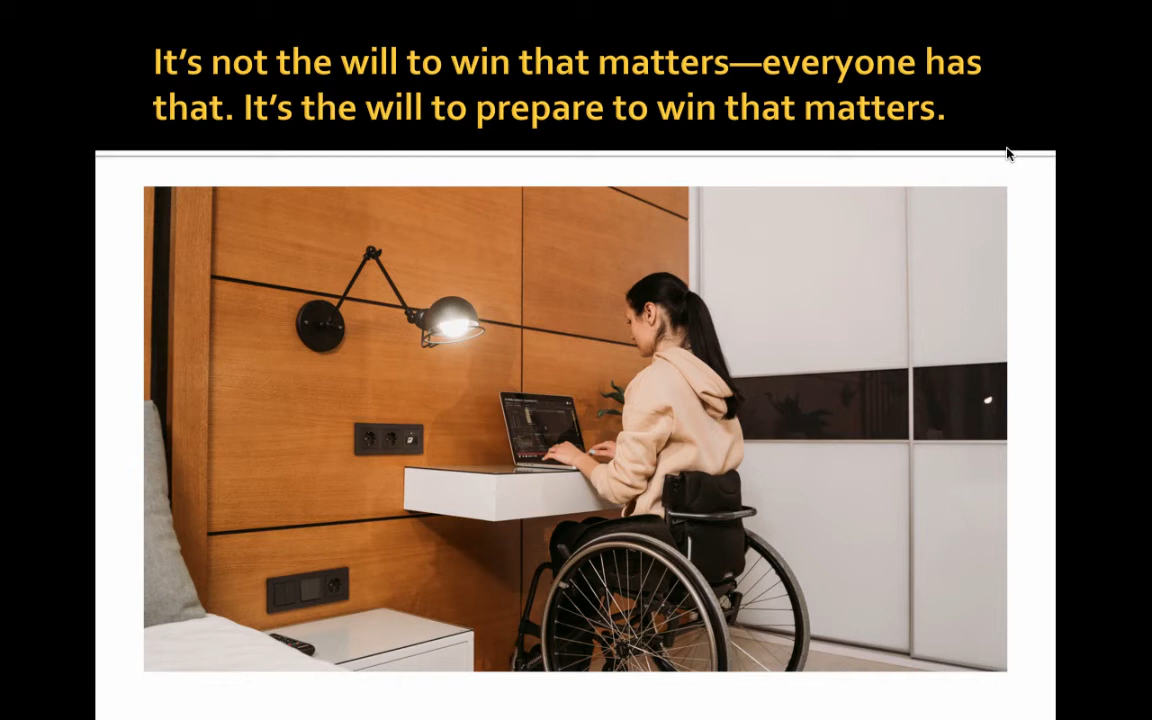 It’s not the will to win that matters—everyone has
that. It’s the will to prepare to win that matters.